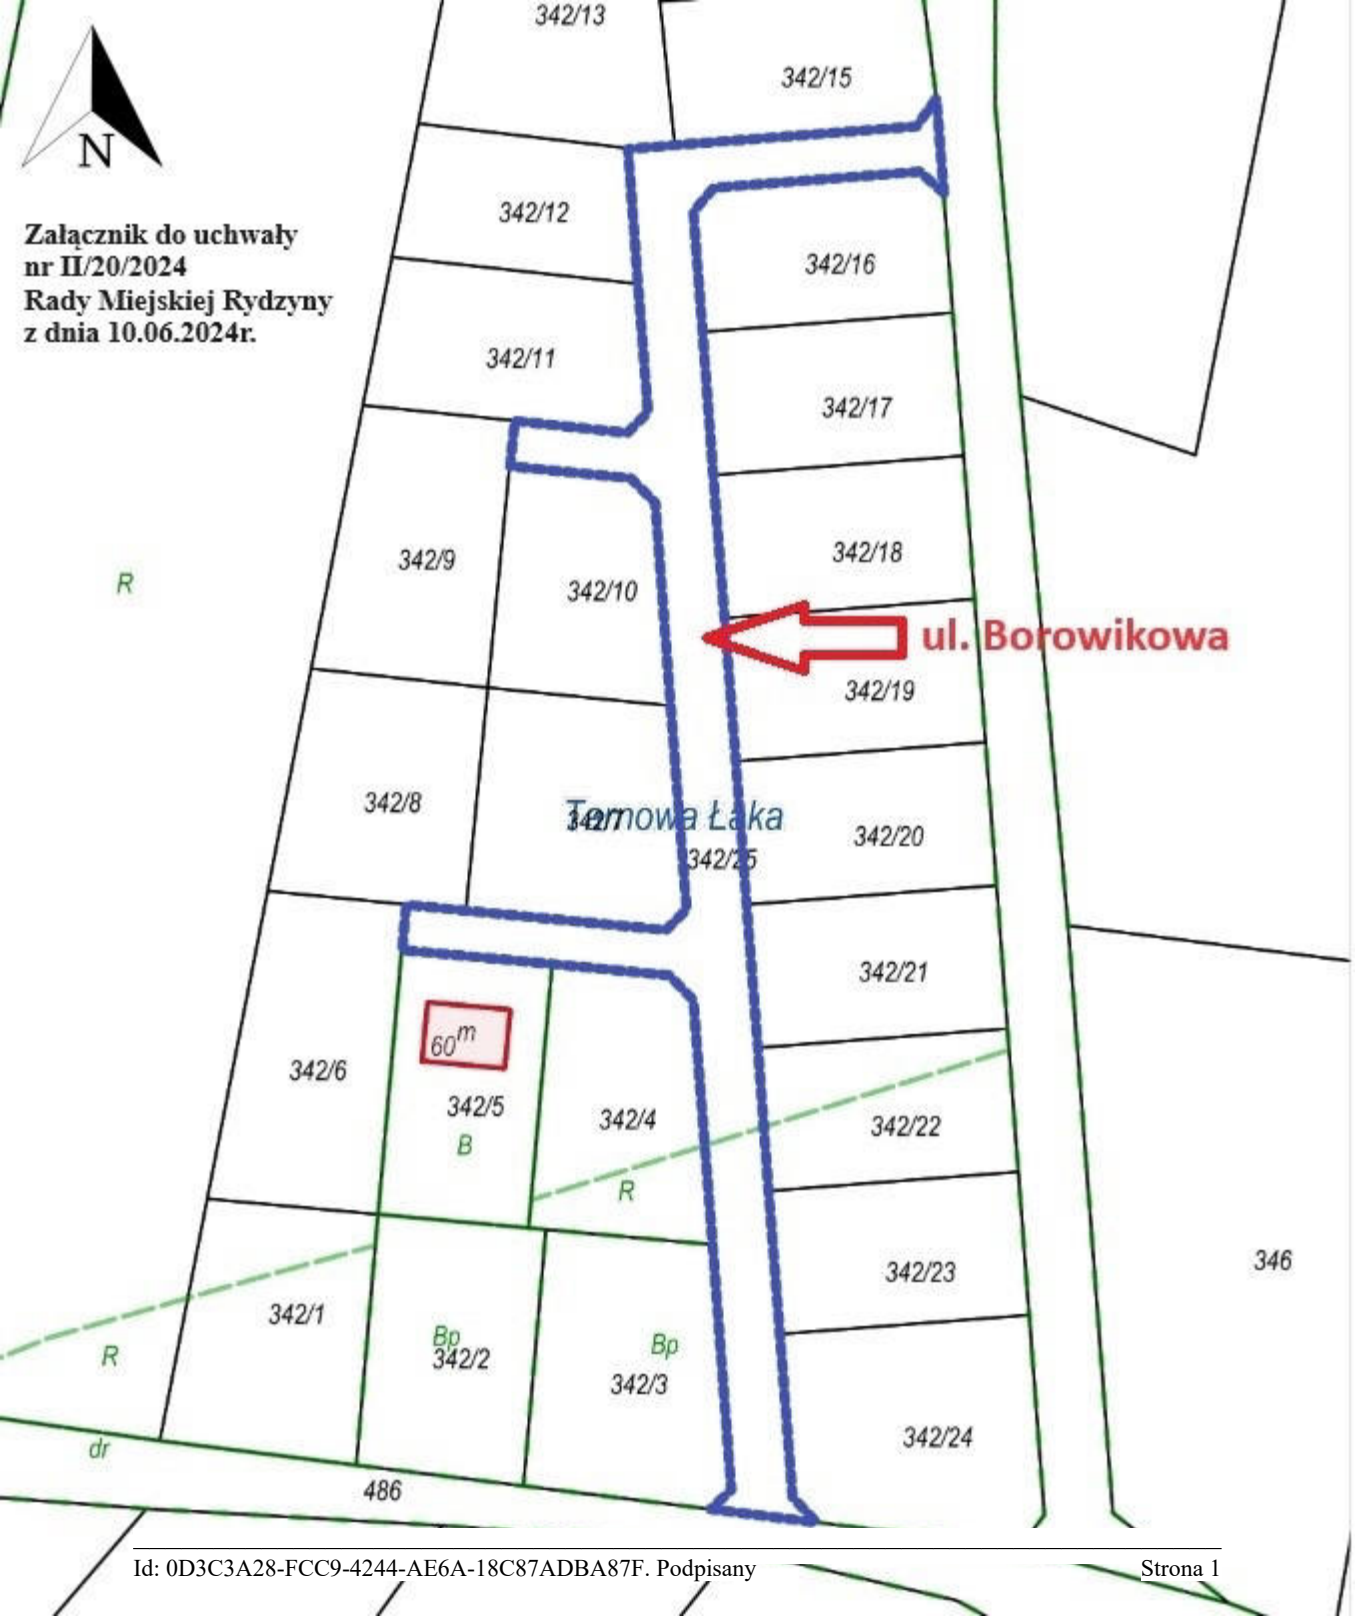 342/13
342/15
N
342/12
Załącznik do uchwały
nr II/20/2024
Rady Miejskiej Rydzyny
z dnia 10.06.2024r.
342/16
342/11
342/17
342/9
342/18
R
342/10
ul. Borowikowa
342/19
342/8
Tarnowa Łąka
342/7
342/20
342/25
342/21
60m
342/6
342/5
342/4
342/22
B
R
342/23
346
342/1
Bp
342/2
Bp
342/3
R
342/24
dr
486
Id: 0D3C3A28-FCC9-4244-AE6A-18C87ADBA87F. Podpisany
Strona 1